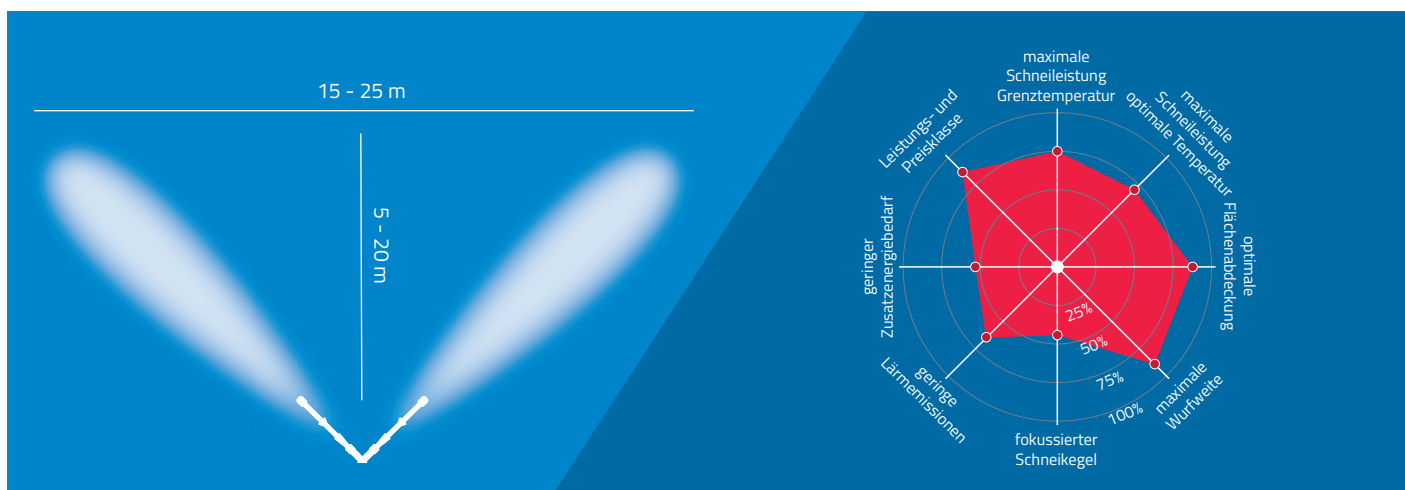 15 - 25 m
5 - 20 m
maximale
Schneileistung
Grenztemperatur
maximale
Schneileistung
optimale Temperatur
optimale
Flächenabdeckung
maximale
Wurfweite
fokussierter
Schneikegel
geringe
Lärmemissionen
geringer
Zusatzenergiebedarf
Leistungs- und
Preisklasse
25%
50%
75%
100%